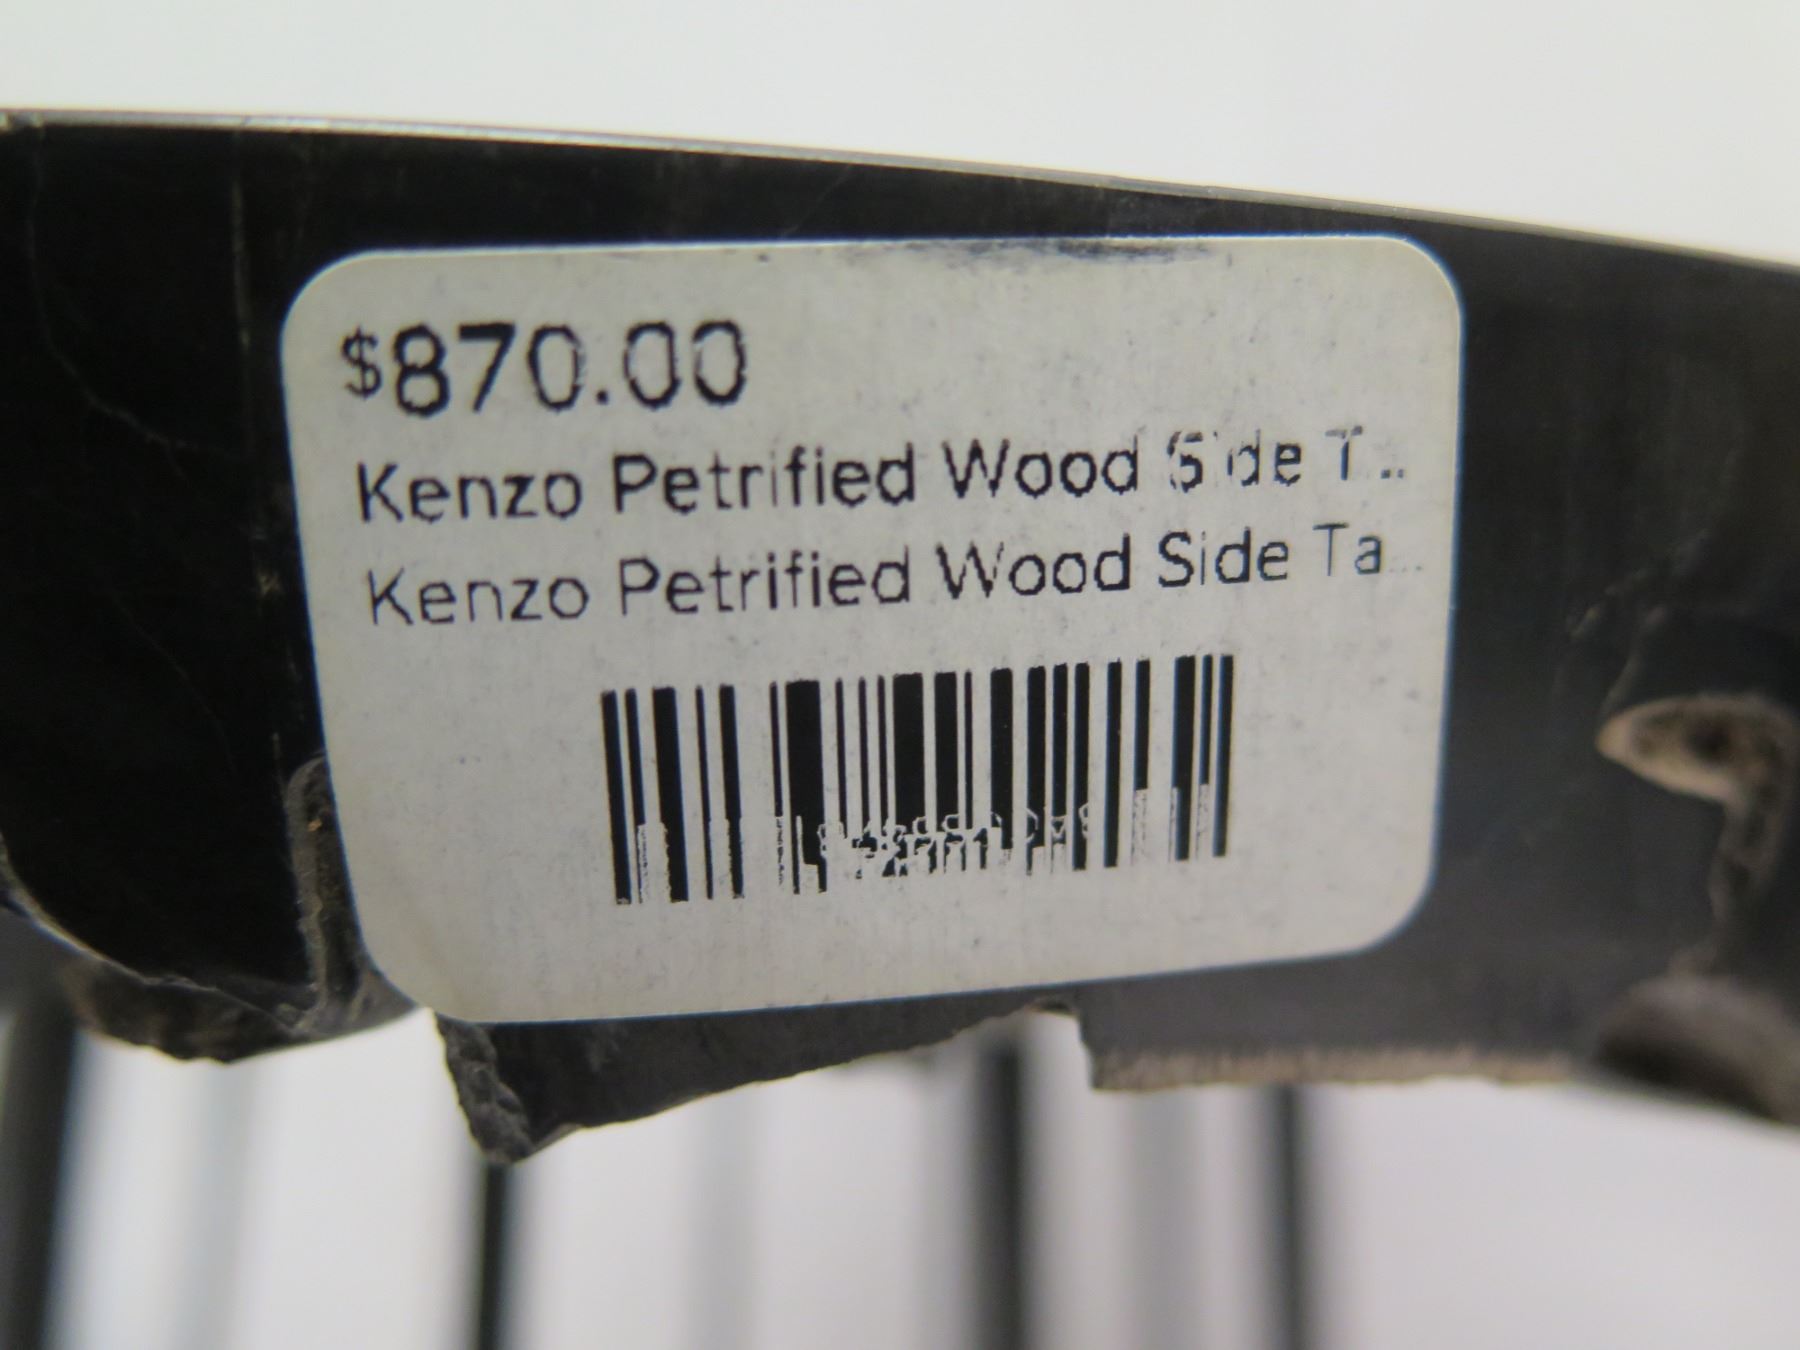 $870.00
Kenzo Petrified Wood Side T...
Kenzo Petrified Wood Side Ta...